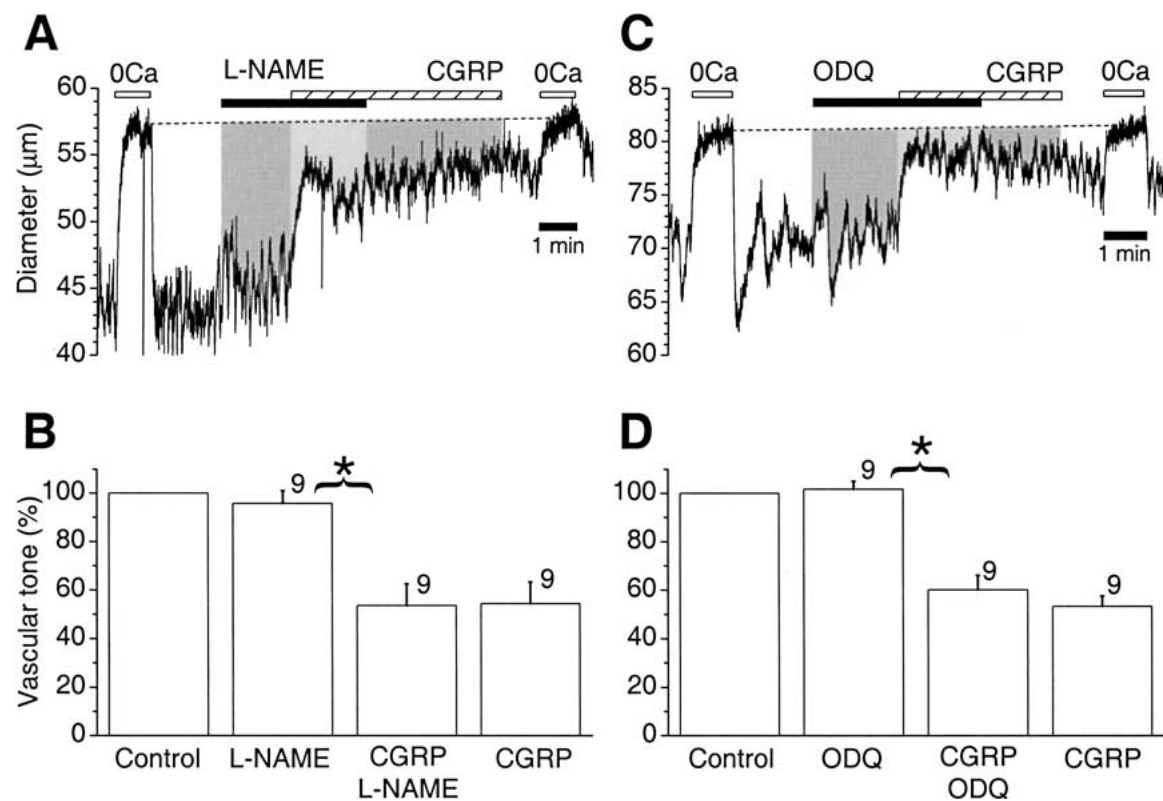 A
0Ca
L-NAME
CGRP
0Ca
60
55
50
45
40
Diameter (μm)
1 min
C
0Ca
ODQ
CGRP
0Ca
85
80
75
70
65
60
1 min
B
100
80
60
40
20
0
Vascular tone (%)
9
*
9
9
Control
L-NAME
CGRP
L-NAME
CGRP
D
100
80
60
40
20
0
9
*
9
9
Control
ODQ
CGRP
ODQ
CGRP